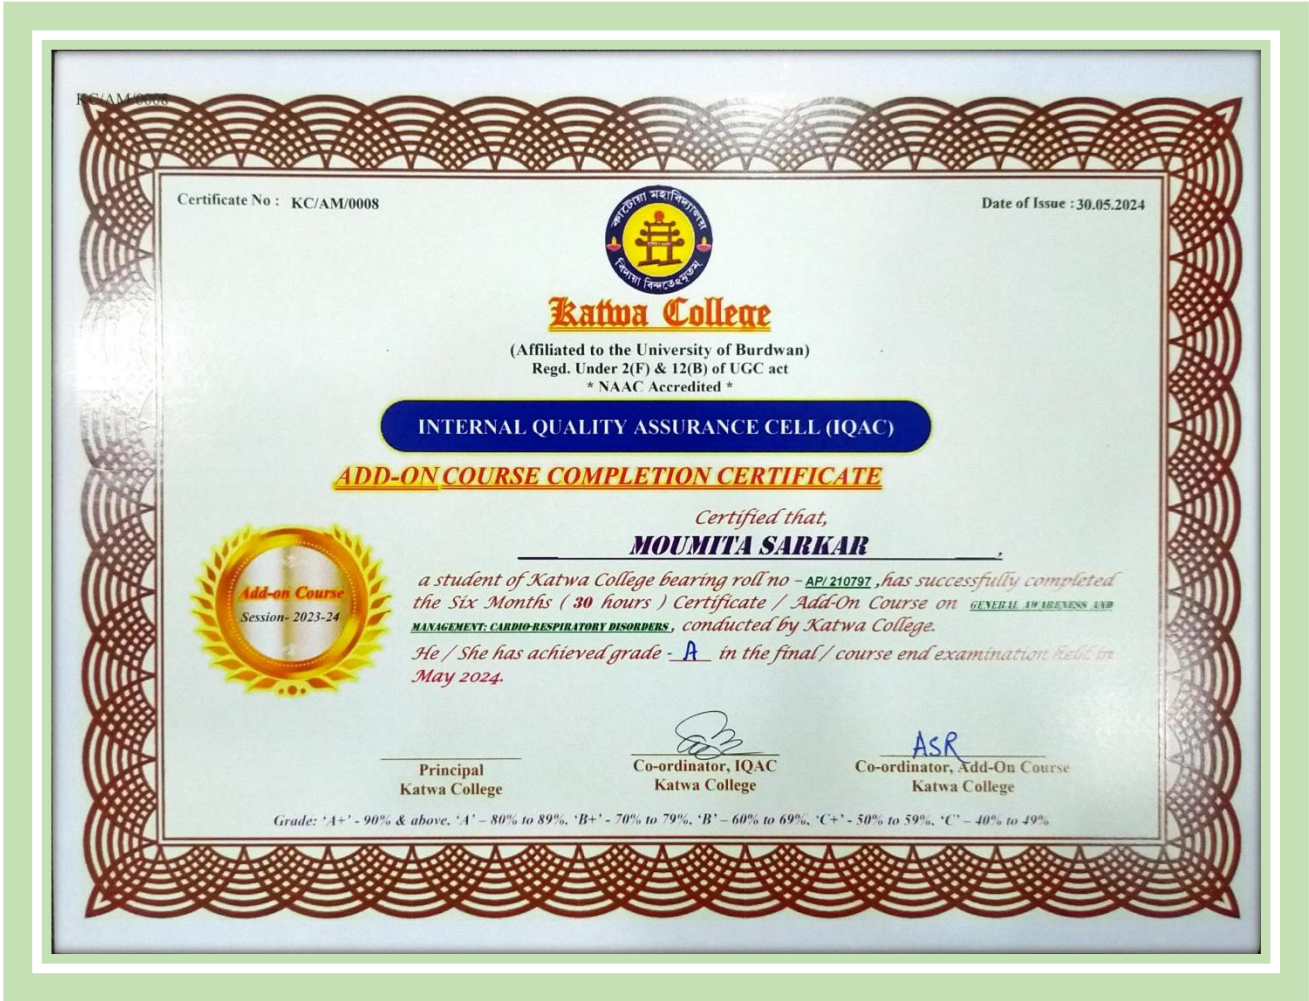 KC/AM/0008
Certificate No : KC/AM/0008
Date of Issue : 30.05.2024
কাটোয়া মহাবিদ্যালয়
বিদ্যয়া বিন্দতেঽমৃতম্
Katwa College
(Affiliated to the University of Burdwan)
Regd. Under 2(F) & 12(B) of UGC act
* NAAC Accredited *
INTERNAL QUALITY ASSURANCE CELL (IQAC)
ADD-ON COURSE COMPLETION CERTIFICATE
Certified that,
MOUMITA SARKAR
Add-on Course
Session- 2023-24
a student of Katwa College bearing roll no – AP/ 210797 ,has successfully completed
the Six Months ( 30 hours ) Certificate / Add-On Course on GENERAL AWARENESS AND
MANAGEMENT: CARDIO-RESPIRATORY DISORDERS , conducted by Katwa College.
He / She has achieved grade - A in the final / course end examination held in
May 2024.
ASR
Principal
Katwa College
Co-ordinator, IQAC
Katwa College
Co-ordinator, Add-On Course
Katwa College
Grade: ‘A+’ - 90% & above, ‘A’ – 80% to 89%, ‘B+’ - 70% to 79%, ‘B’ – 60% to 69%, ‘C+’ - 50% to 59%, ‘C’ – 40% to 49%